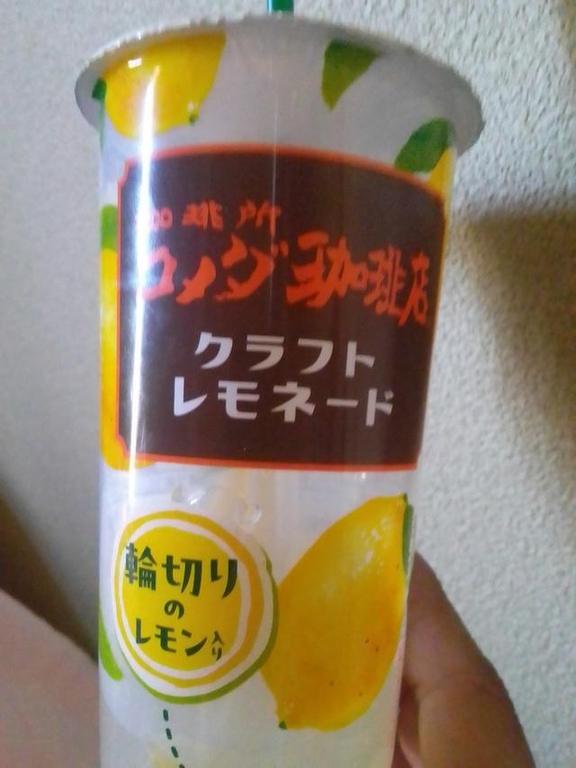 珈琲所
コメダ珈琲店
クラフト
レモネード
輪切り
の
レモン入り